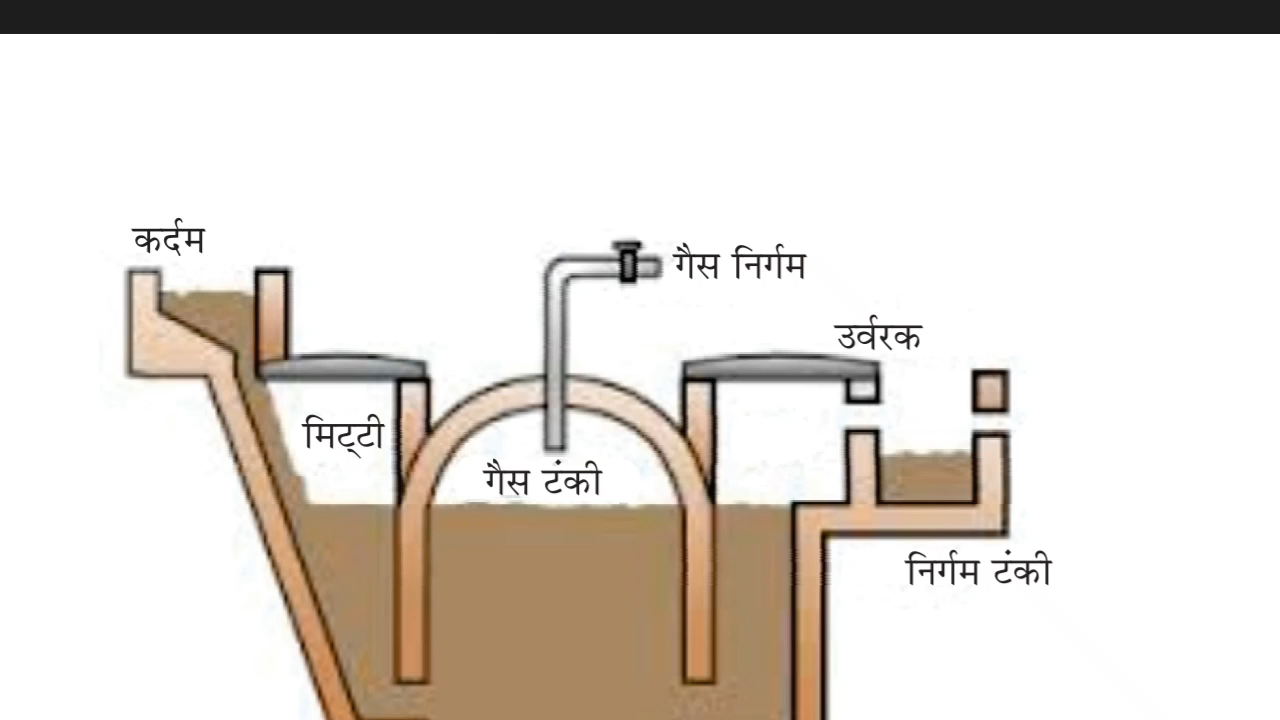 कर्दम
गैस निर्गम
उर्वरक
मिट्‌टी
गैस टंकी
निर्गम टंकी